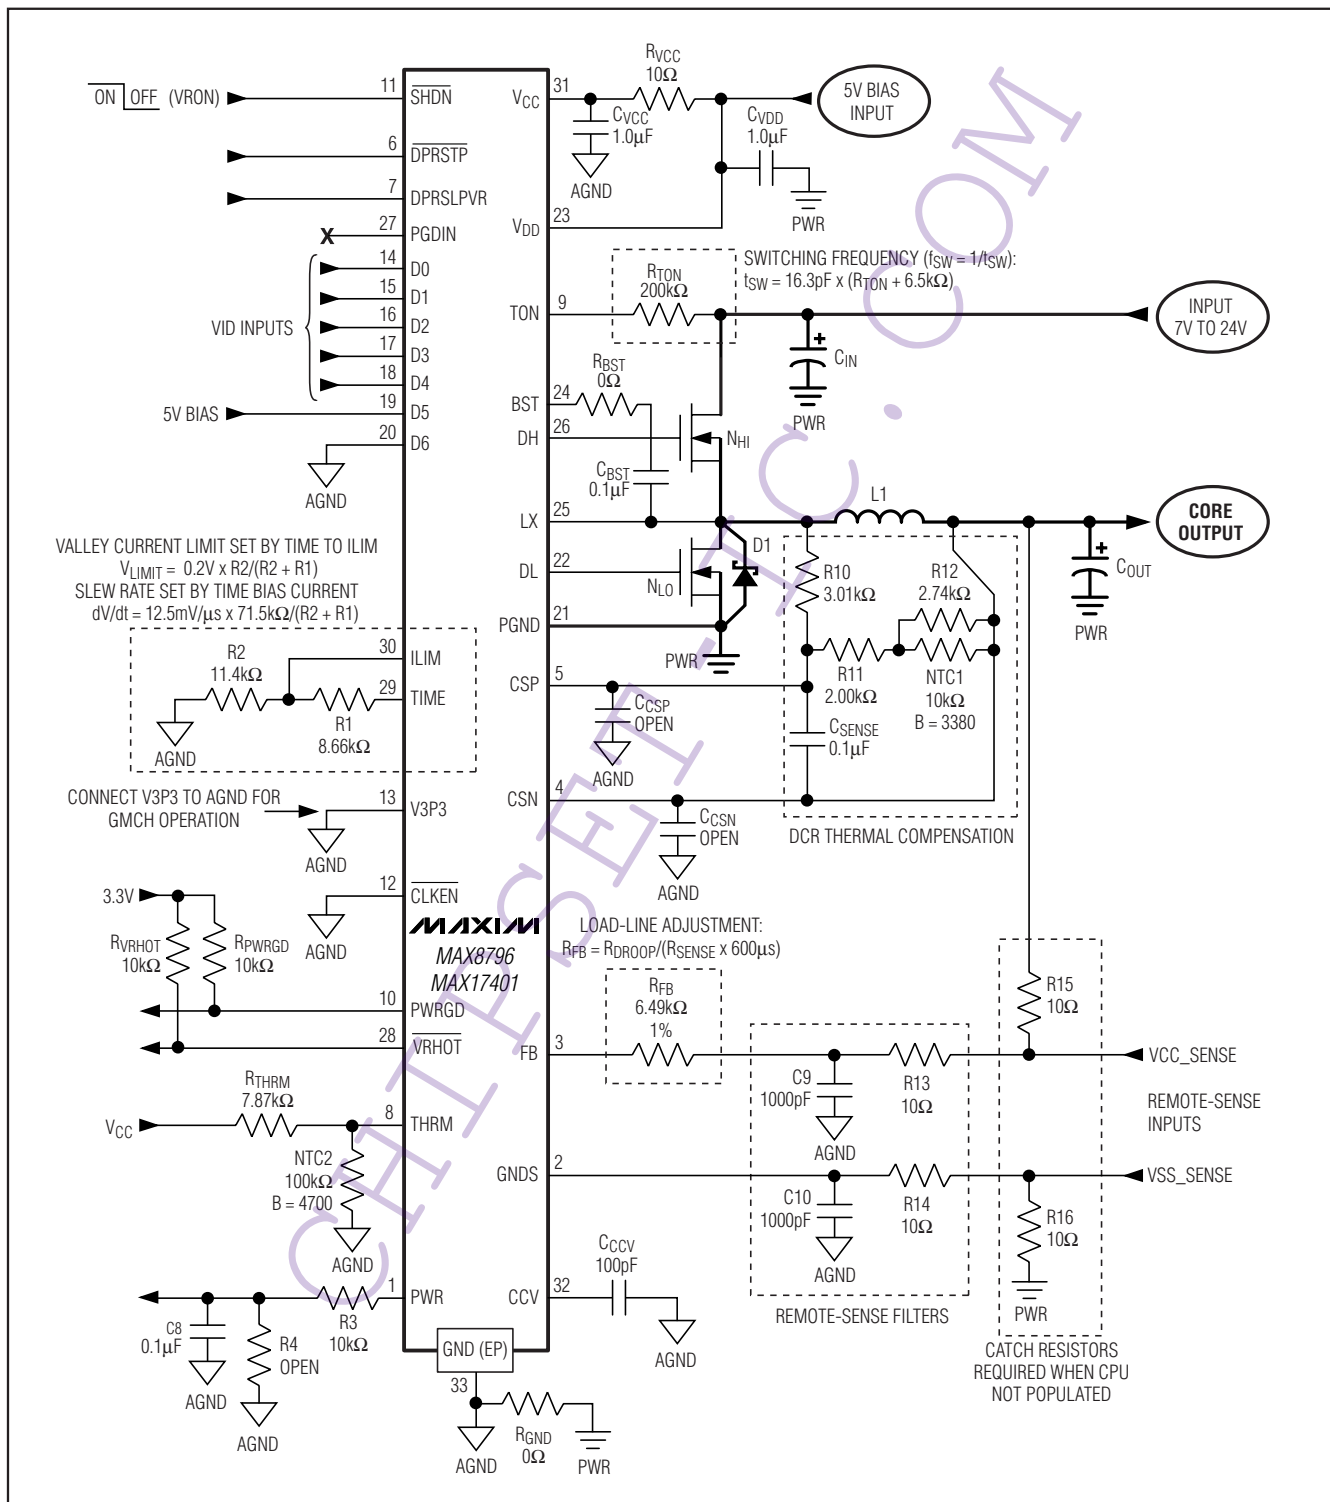 ON OFF (VRON)
11
SHDN
6
DPRSTP
7
DPRSLPVR
27
X
PGDIN
14
D0
15
D1
16
D2
17
D3
18
D4
VID INPUTS
19
5V BIAS
D5
20
D6
AGND
RVCC
10Ω
31
VCC
CVCC
1.0µF
AGND
CVDD
1.0µF
PWR
5V BIAS
INPUT
23
VDD
SWITCHING FREQUENCY (fSW = 1/tSW):
tSW = 16.3pF x (RTON + 6.5kΩ)
RTON
200kΩ
9
TON
INPUT
7V TO 24V
CIN
PWR
RBST
0Ω
24
BST
26
DH
NHI
CBST
0.1µF
25
LX
L1
CORE
OUTPUT
COUT
PWR
22
DL
NLO
D1
21
PGND
PWR
VALLEY CURRENT LIMIT SET BY TIME TO ILIM
VLIMIT = 0.2V x R2/(R2 + R1)
SLEW RATE SET BY TIME BIAS CURRENT
dV/dt = 12.5mV/µs x 71.5kΩ/(R2 + R1)
R2
11.4kΩ
30
ILIM
29
TIME
R1
8.66kΩ
AGND
R10
3.01kΩ
R12
2.74kΩ
R11
2.00kΩ
NTC1
10kΩ
B = 3380
5
CSP
CCSP
OPEN
AGND
CSENSE
0.1µF
4
CSN
CCSN
OPEN
AGND
DCR THERMAL COMPENSATION
CONNECT V3P3 TO AGND FOR
GMCH OPERATION
13
V3P3
AGND
12
CLKEN
AGND
3.3V
RVRHOT
10kΩ
RPWRGD
10kΩ
MAXIM
MAX8796
MAX17401
10
PWRGD
28
VRHOT
LOAD-LINE ADJUSTMENT:
RFB = RDROOP/(RSENSE x 600µs)
RFB
6.49kΩ
1%
3
FB
C9
1000pF
AGND
R13
10Ω
R15
10Ω
VCC_SENSE
REMOTE-SENSE
INPUTS
VSS_SENSE
RTHRM
7.87kΩ
VCC
8
THRM
NTC2
100kΩ
B = 4700
AGND
2
GNDS
C10
1000pF
AGND
R14
10Ω
R16
10Ω
PWR
REMOTE-SENSE FILTERS
CATCH RESISTORS
REQUIRED WHEN CPU
NOT POPULATED
1
PWR
R3
10kΩ
C8
0.1µF
AGND
R4
OPEN
AGND
CCCV
100pF
32
CCV
AGND
GND (EP)
33
AGND
RGND
0Ω
PWR
CHIPSET-IC.COM